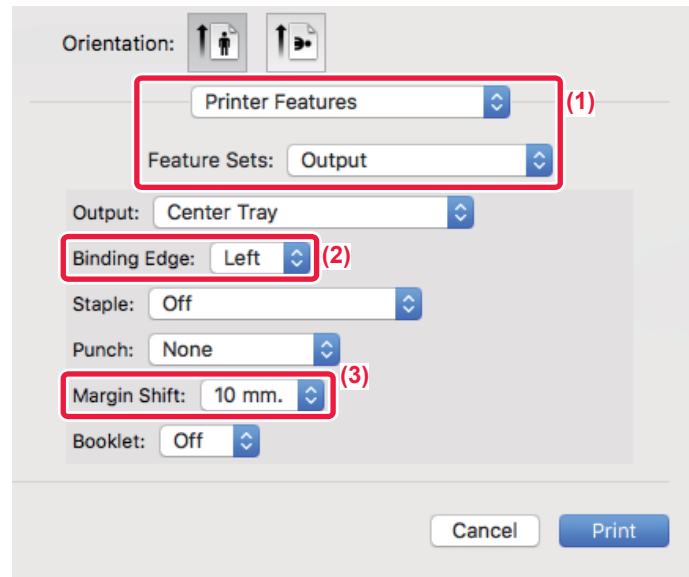 Orientation:
Printer Features (1)
Feature Sets: Output
Output: Center Tray
Binding Edge: Left (2)
Staple: Off
Punch: None
Margin Shift: 10 mm. (3)
Booklet: Off
Cancel Print